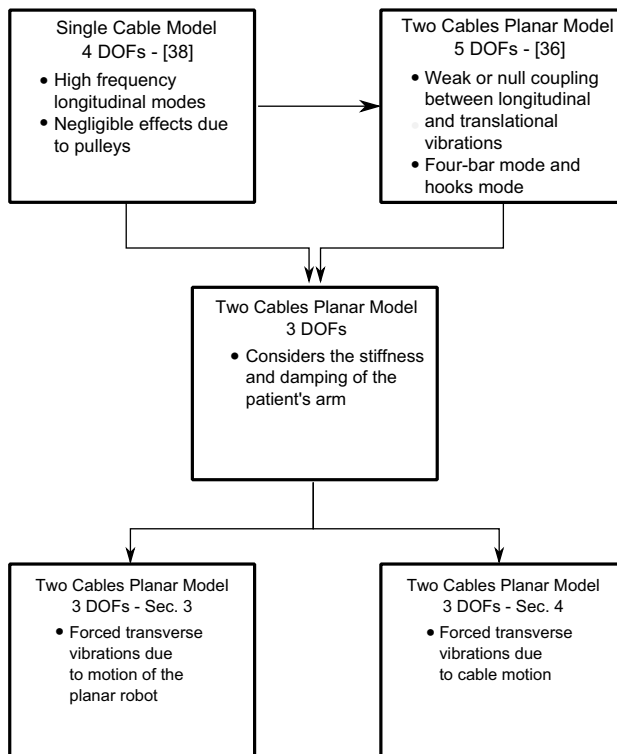 Single Cable Model
4 DOFs - [38]
• High frequency
longitudinal modes
• Negligible effects due
to pulleys
Two Cables Planar Model
5 DOFs - [36]
• Weak or null coupling
between longitudinal
and translational
vibrations
• Four-bar mode and
hooks mode
Two Cables Planar Model
3 DOFs
• Considers the stiffness
and damping of the
patient's arm
Two Cables Planar Model
3 DOFs - Sec. 3
• Forced transverse
vibrations due
to motion of the
planar robot
Two Cables Planar Model
3 DOFs - Sec. 4
• Forced transverse
vibrations due
to cable motion